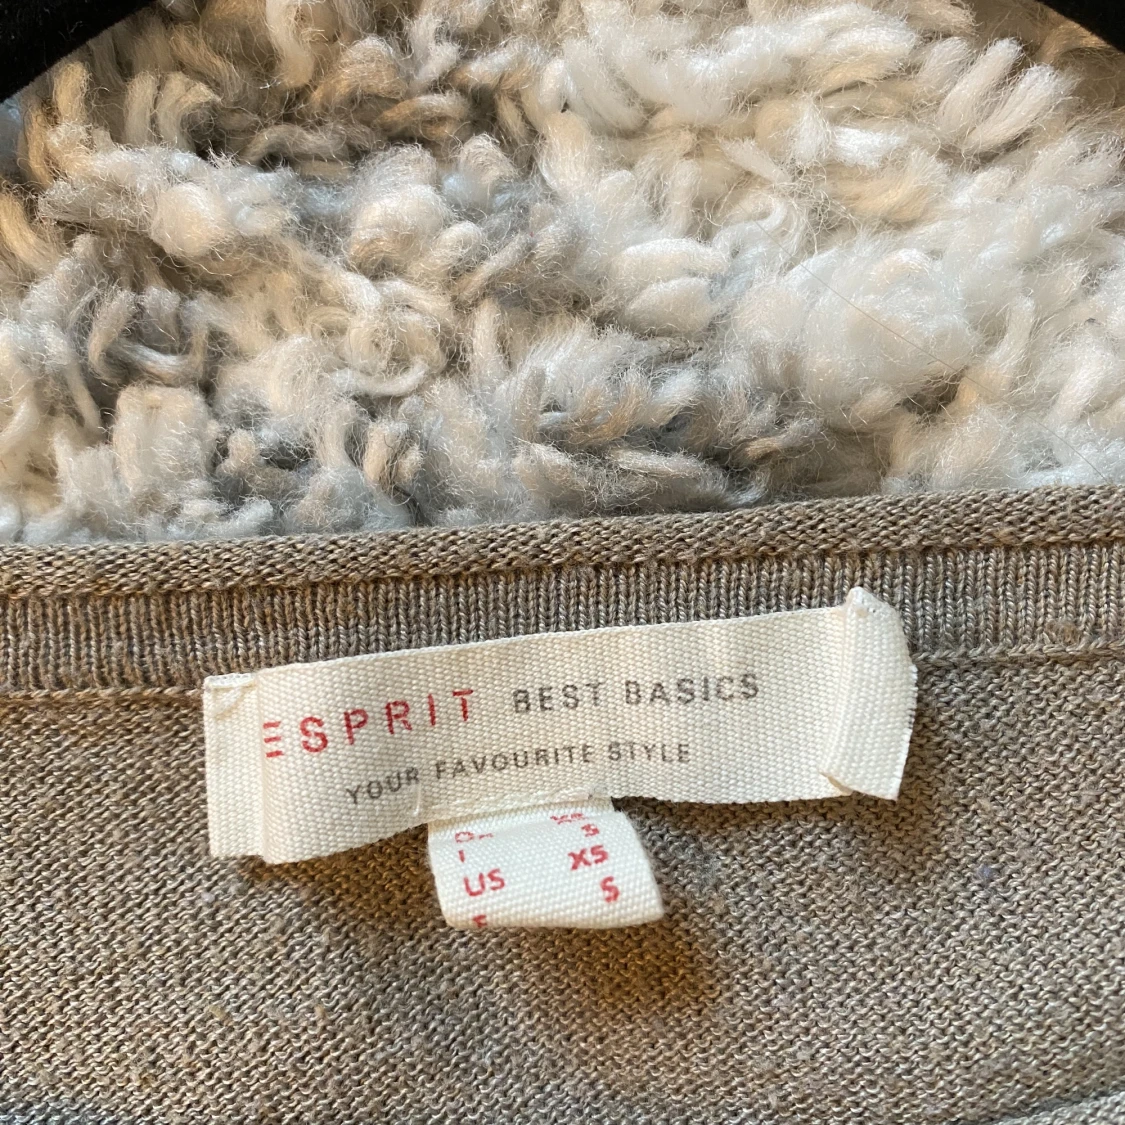 ESPRIT BEST BASICS
YOUR FAVOURITE STYLE
S
I
XS
US
S